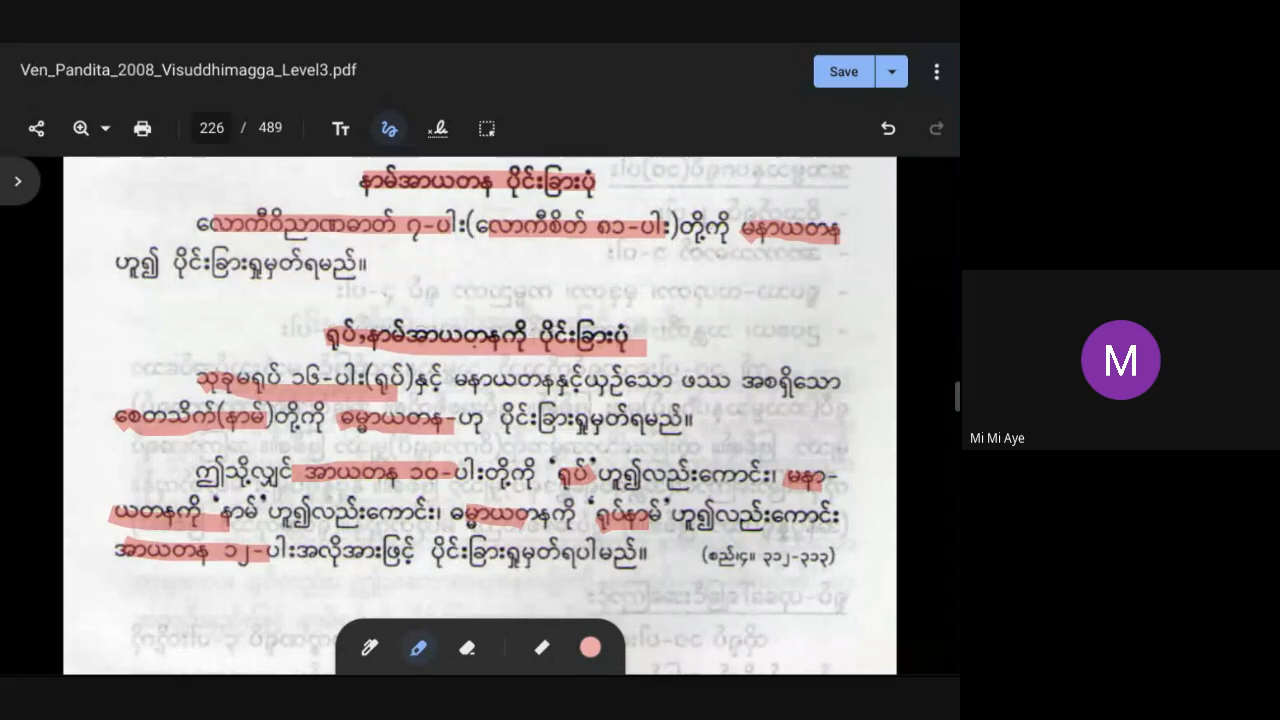 Ven_Pandita_2008_Visuddhimagga_Level3.pdf
Save
226 / 489
နာမ်အာယတန ပိုင်းခြားပုံ
လောကီဝိညာဏဓာတ် ၇-ပါး(လောကီစိတ် ၈၁-ပါး)တို့ကို မနာယတန
ဟူ၍ ပိုင်းခြားရှုမှတ်ရမည်။
ရုပ်,နာမ်အာယတနကို ပိုင်းခြားပုံ
သုခုမရုပ် ၁၆-ပါး(ရုပ်)နှင့် မနာယတနနှင့်ယှဉ်သော ဖဿ အစရှိသော
စေတသိက်(နာမ်)တို့ကို ဓမ္မာယတန-ဟု ပိုင်းခြားရှုမှတ်ရမည်။
ဤသို့လျှင် အာယတန ၁၀-ပါးတို့ကို 'ရုပ်'ဟူ၍လည်းကောင်း၊ မနာ-
ယတနကို 'နာမ်'ဟူ၍လည်းကောင်း၊ ဓမ္မာယတနကို 'ရုပ်နာမ်'ဟူ၍လည်းကောင်း
အာယတန ၁၂-ပါးအလိုအားဖြင့် ပိုင်းခြားရှုမှတ်ရပါမည်။ (စည်၊၄။ ၃၁၂-၃၁၃)
M
Mi Mi Aye